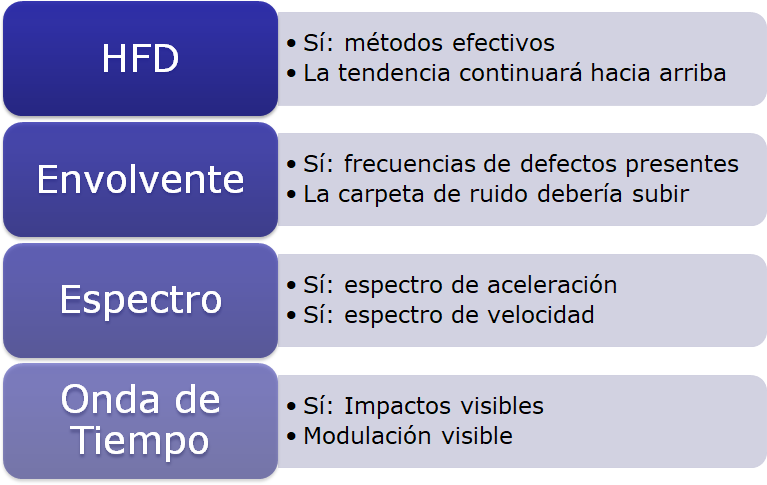 HFD
• Sí: métodos efectivos
• La tendencia continuará hacia arriba
Envolvente
• Sí: frecuencias de defectos presentes
• La carpeta de ruido debería subir
Espectro
• Sí: espectro de aceleración
• Sí: espectro de velocidad
Onda de
Tiempo
• Sí: Impactos visibles
• Modulación visible